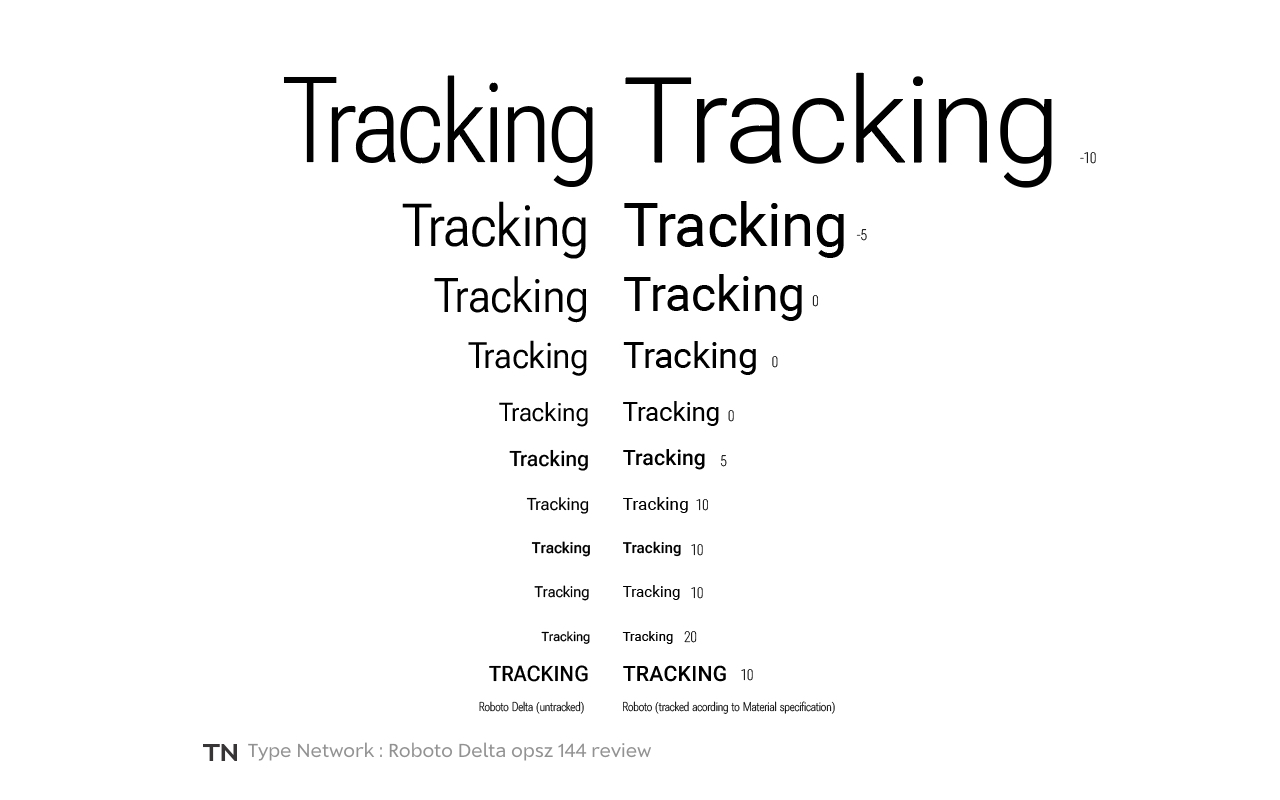 Tracking Tracking -10
Tracking Tracking -5
Tracking Tracking 0
Tracking Tracking 0
Tracking Tracking 0
Tracking Tracking 5
Tracking Tracking 10
Tracking Tracking 10
Tracking Tracking 10
Tracking Tracking 20
TRACKING TRACKING 10
Roboto Delta (untracked) Roboto (tracked acording to Material specification)
TN Type Network : Roboto Delta opsz 144 review